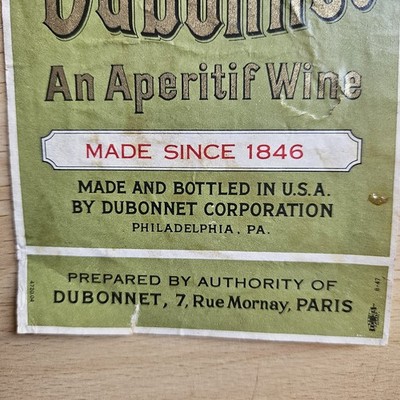 Dubonnet
An Aperitif Wine
MADE SINCE 1846
MADE AND BOTTLED IN U.S.A.
BY DUBONNET CORPORATION
PHILADELPHIA, PA.
PREPARED BY AUTHORITY OF
DUBONNET, 7, Rue Mornay, PARIS